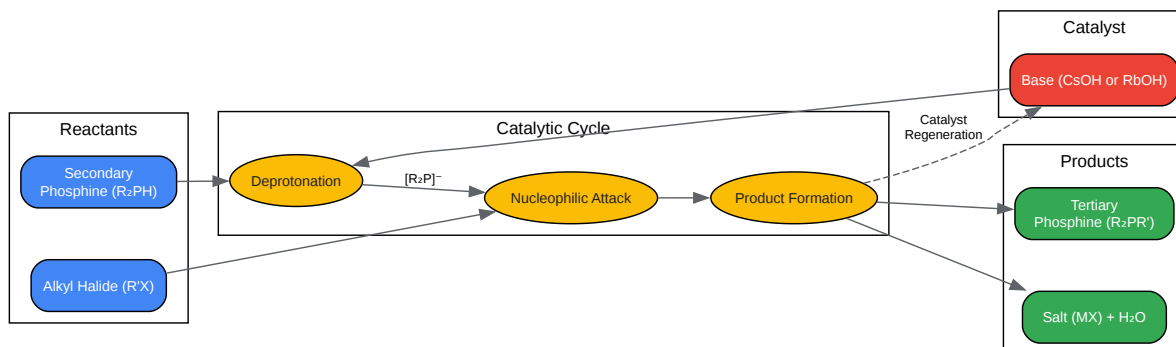 Reactants
Secondary
Phosphine (R₂PH)
Alkyl Halide (R'X)
Catalytic Cycle
Deprotonation
[R₂P]⁻
Nucleophilic Attack
Product Formation
Catalyst
Base (CsOH or RbOH)
Catalyst
Regeneration
Products
Tertiary
Phosphine (R₂PR')
Salt (MX) + H₂O